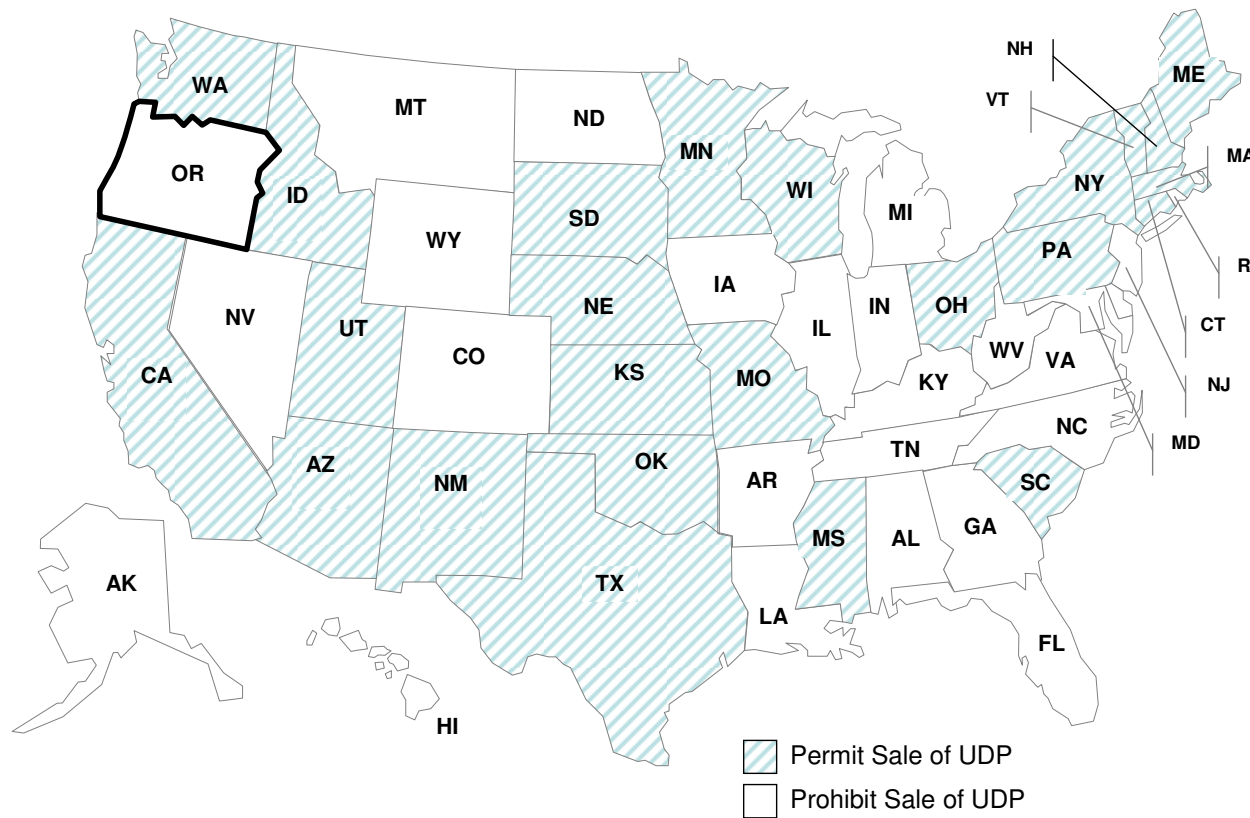 NH
ME
WA
VT
MT
ND
MN
OR
MA
ID
WI
NY
SD
MI
WY
PA
R
IA
NE
OH
IN
NV
UT
IL
CT
CO
WV
VA
CA
KS
MO
KY
NJ
NC
MD
TN
AZ
OK
NM
AR
SC
GA
MS
AL
AK
TX
LA
FL
HI
Permit Sale of UDP
Prohibit Sale of UDP